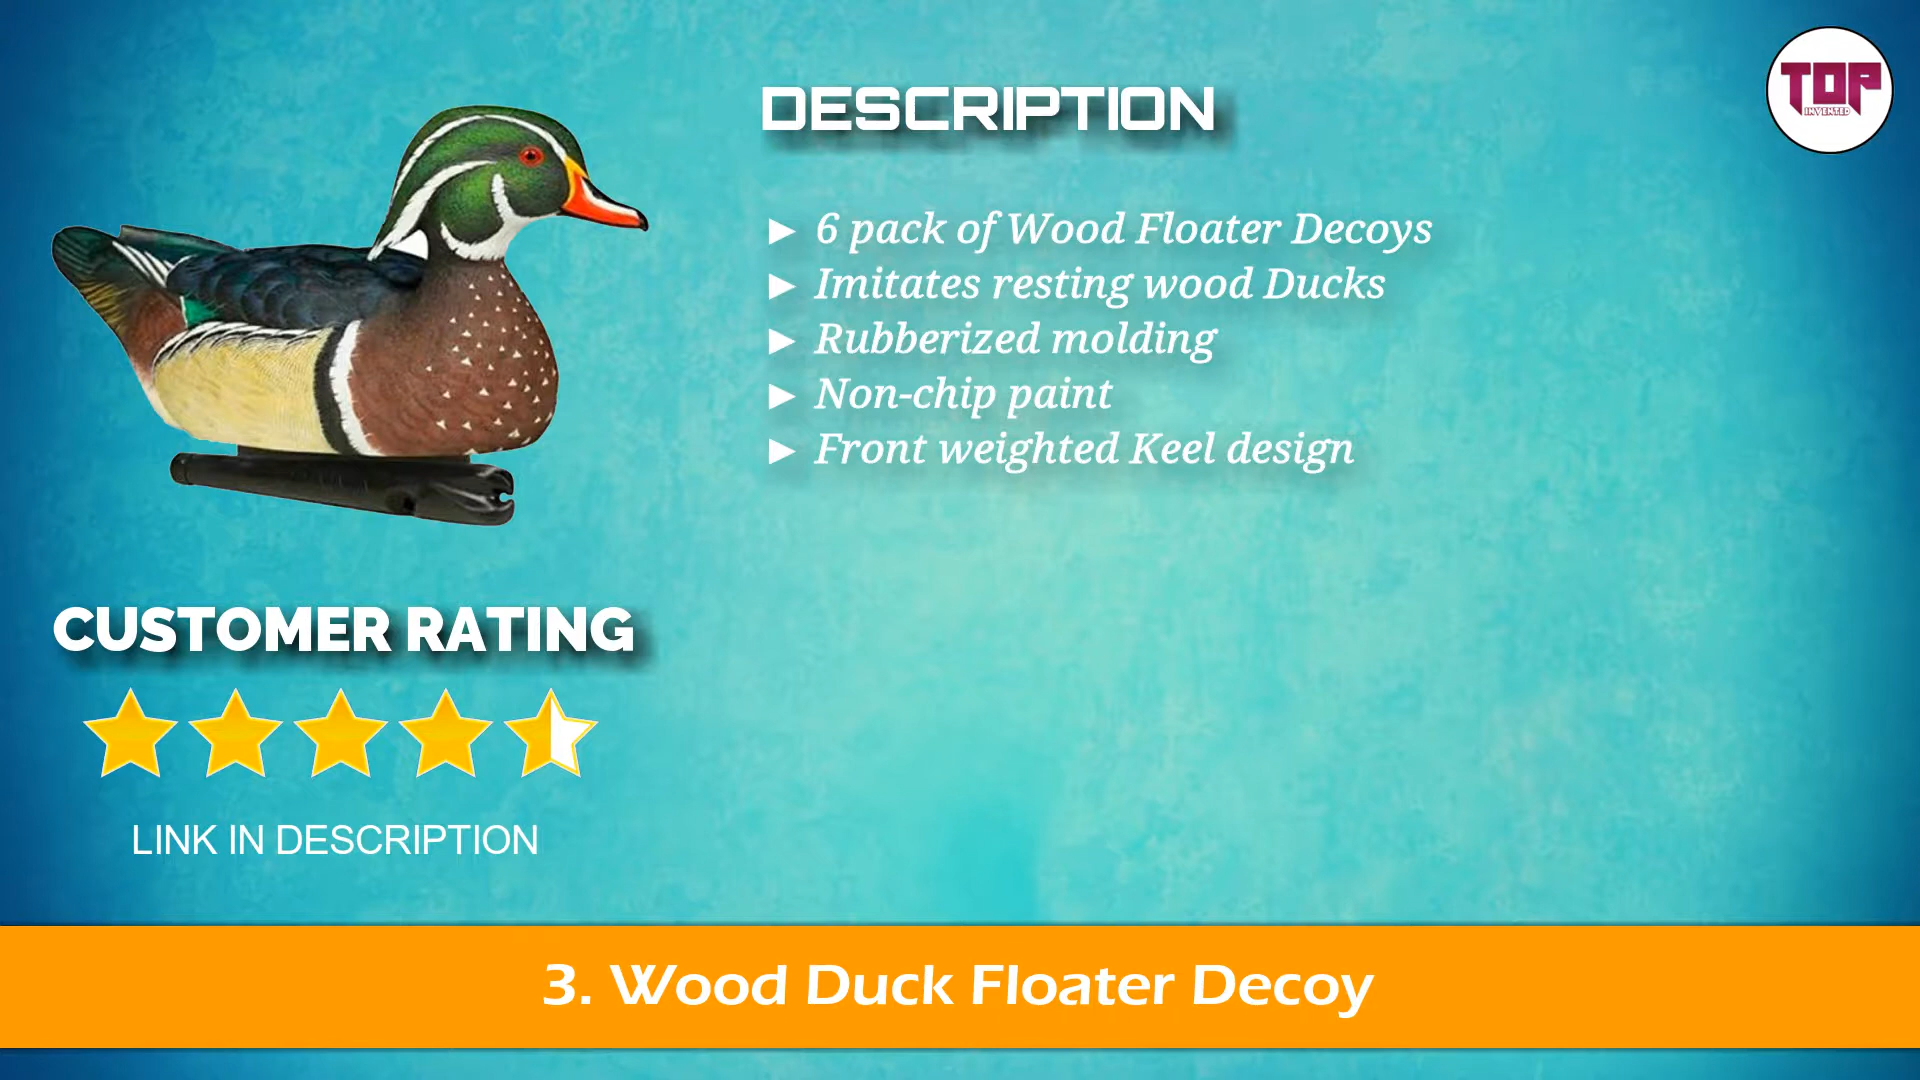 TOP
INVENTED
DESCRIPTION
► 6 pack of Wood Floater Decoys
► Imitates resting wood Ducks
► Rubberized molding
► Non-chip paint
► Front weighted Keel design
CUSTOMER RATING
LINK IN DESCRIPTION
3. Wood Duck Floater Decoy